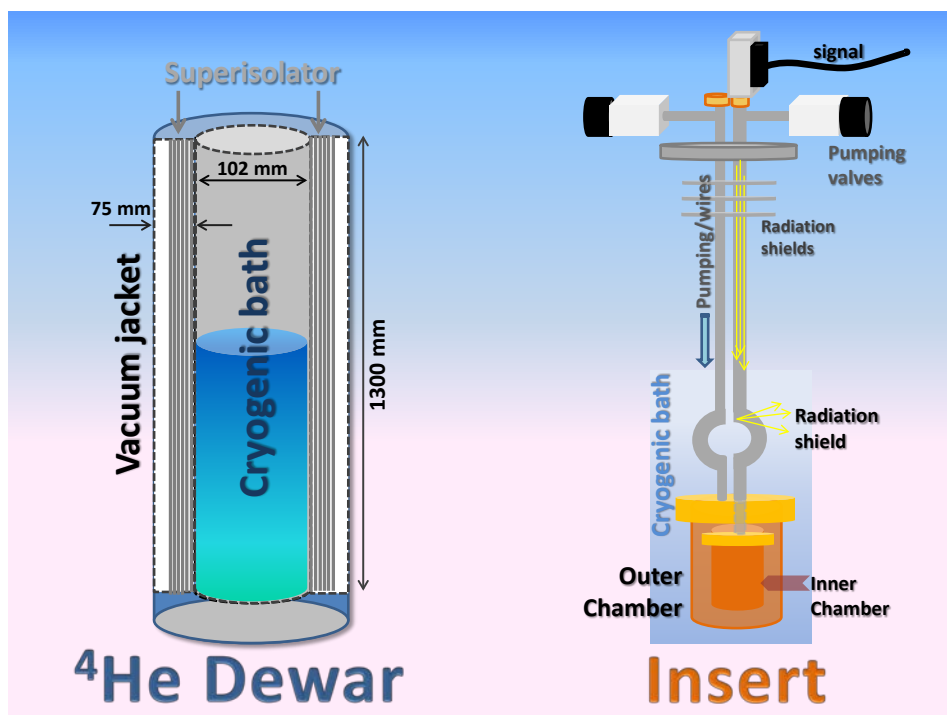 Superisolator
102 mm
75 mm
Vacuum jacket
Cryogenic bath
1300 mm
⁴He Dewar
signal
Pumping
valves
Pumping/wires
Radiation
shields
Cryogenic bath
Radiation
shield
Outer
Chamber
Inner
Chamber
Insert